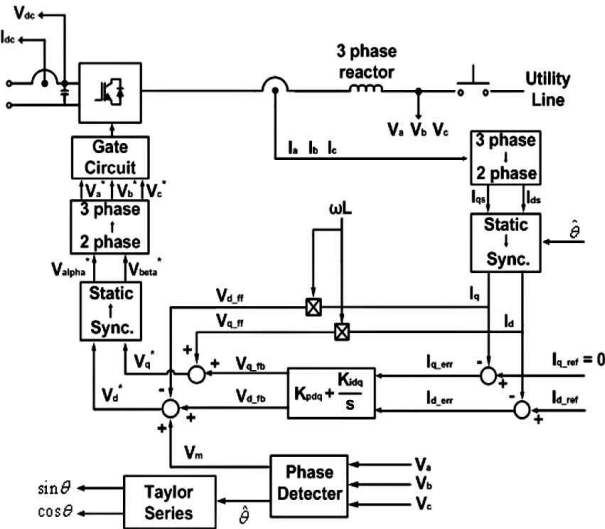 Vdc
Idc
3 phase
reactor
Utility
Line
Va Vb Vc
Gate
Circuit
Ia Ib Ic
3 phase
↓
2 phase
Va* Vb* Vc*
3 phase
↑
2 phase
Iqs Ids
ωL
Static
↓
Sync.
θ̂
Valpha* Vbeta*
Static
↑
Sync.
Vd_ff
Iq
Vq_ff
Id
+
+
Vq*
Vq_fb
Kpdq + Kidq/s
Iq_err
-
+
Iq_ref = 0
Vd*
-
+
+
Vd_fb
Id_err
-
+
Id_ref
Vm
Phase
Detecter
Va
Vb
Vc
sinθ
cosθ
Taylor
Series
θ̂